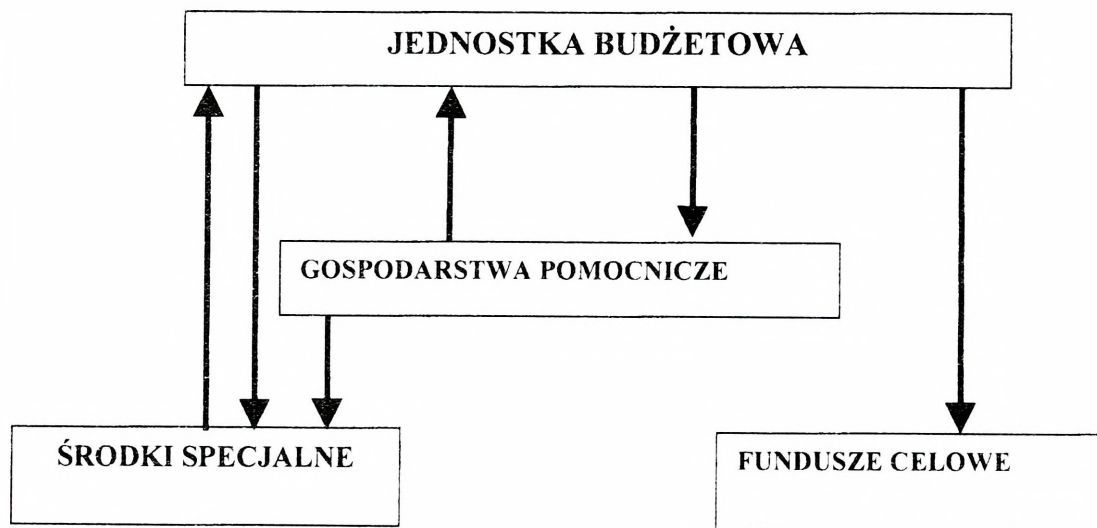 JEDNOSTKA BUDŻETOWA
GOSPODARSTWA POMOCNICZE
ŚRODKI SPECJALNE
FUNDUSZE CELOWE